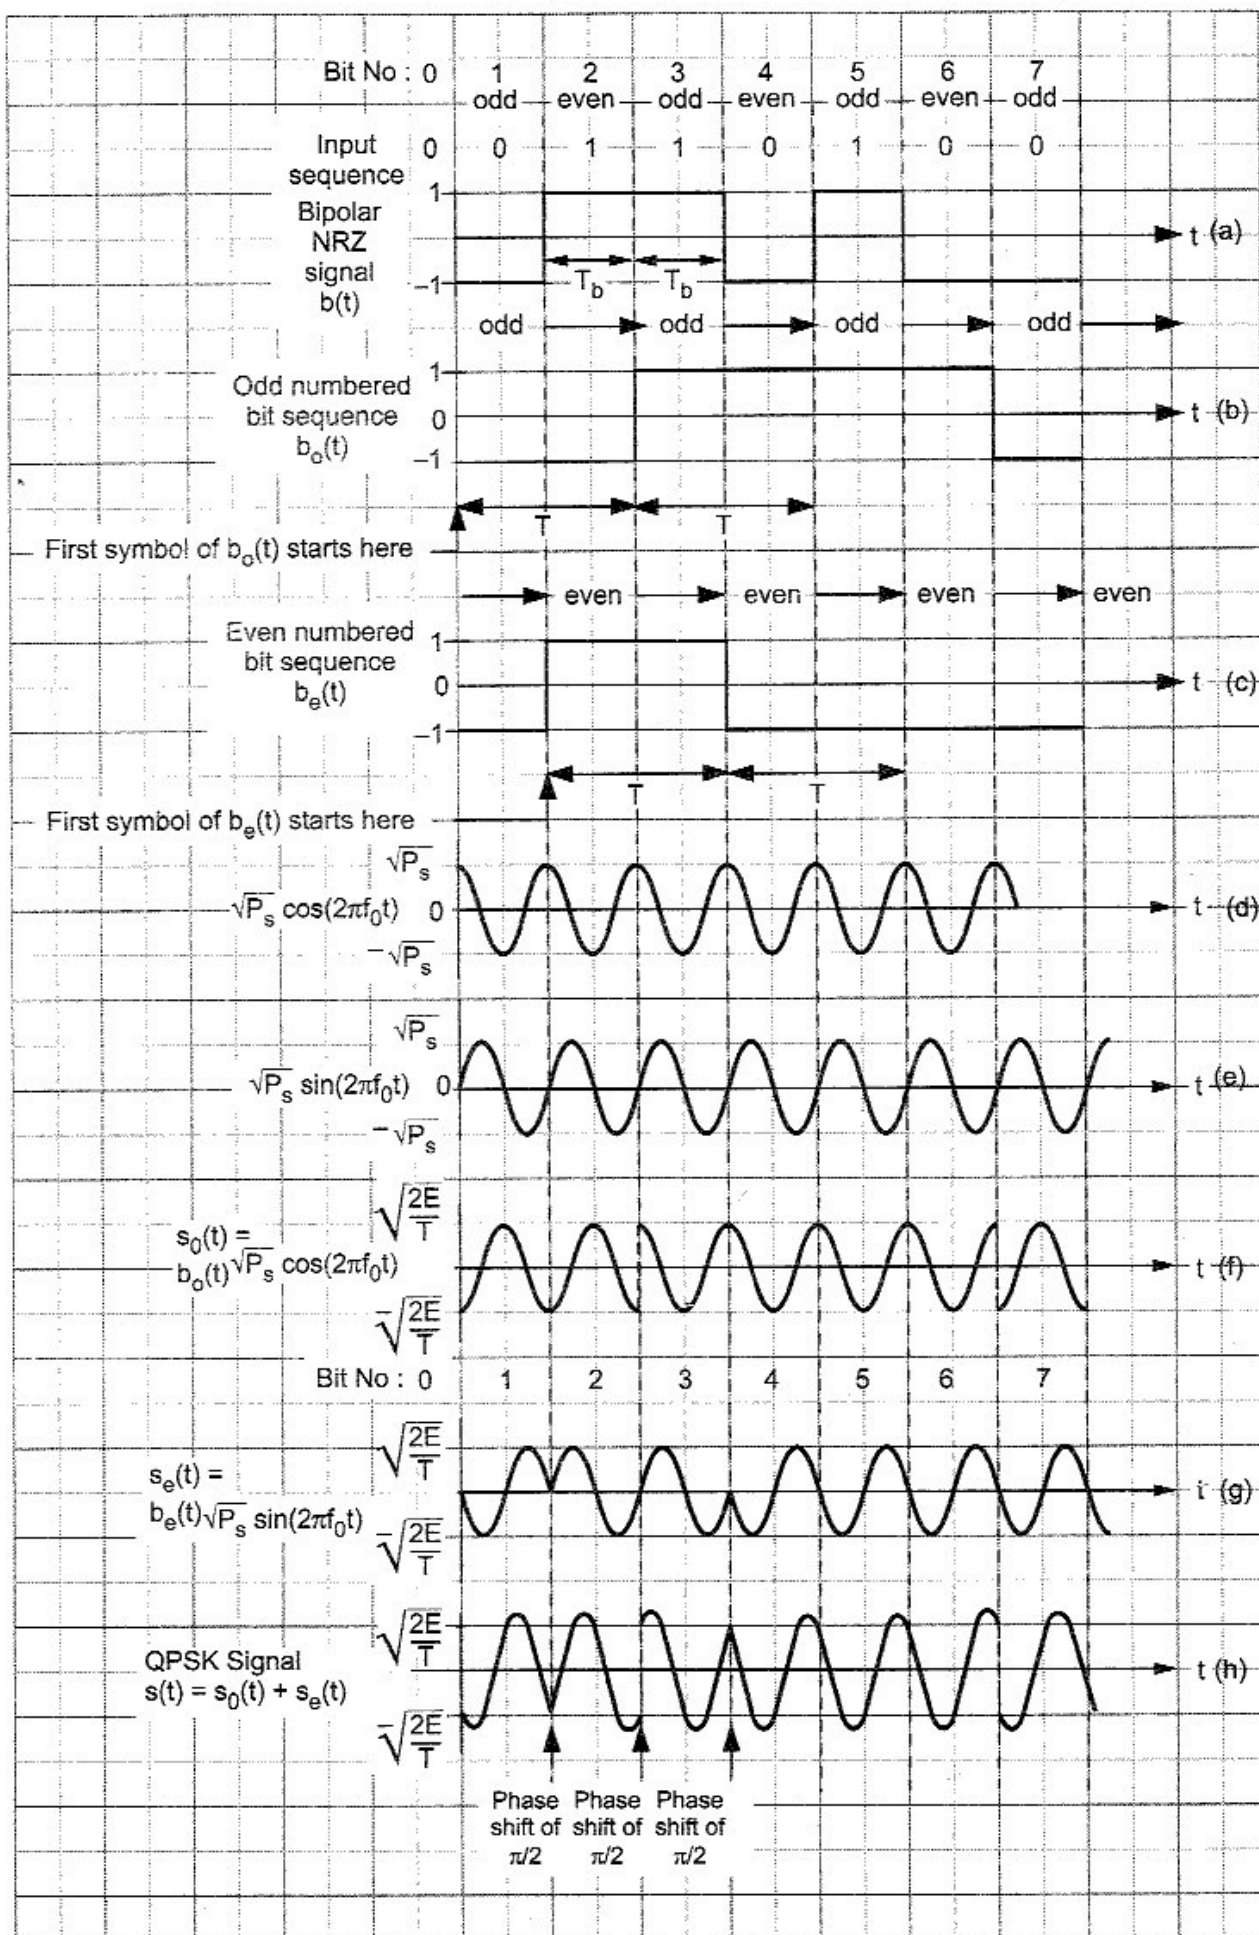 Bit No : 0 1 2 3 4 5 6 7
odd even odd even odd even odd
Input sequence 0 0 1 1 0 1 0 0
Bipolar
NRZ
signal
b(t)
1
–1
T_b T_b
t (a)
odd odd odd odd
Odd numbered
bit sequence
b_o(t)
1
0
–1
t (b)
T T
First symbol of b_o(t) starts here
even even even even
Even numbered
bit sequence
b_e(t)
1
0
–1
t (c)
T T
First symbol of b_e(t) starts here
√P_s
√P_s cos(2πf_0t) 0
–√P_s
t (d)
√P_s
√P_s sin(2πf_0t) 0
–√P_s
t (e)
√2E/T
s_0(t) =
b_o(t)√P_s cos(2πf_0t)
–√2E/T
t (f)
Bit No : 0 1 2 3 4 5 6 7
√2E/T
s_e(t) =
b_e(t)√P_s sin(2πf_0t)
–√2E/T
t (g)
√2E/T
QPSK Signal
s(t) = s_0(t) + s_e(t)
–√2E/T
t (h)
Phase Phase Phase
shift of shift of shift of
π/2 π/2 π/2